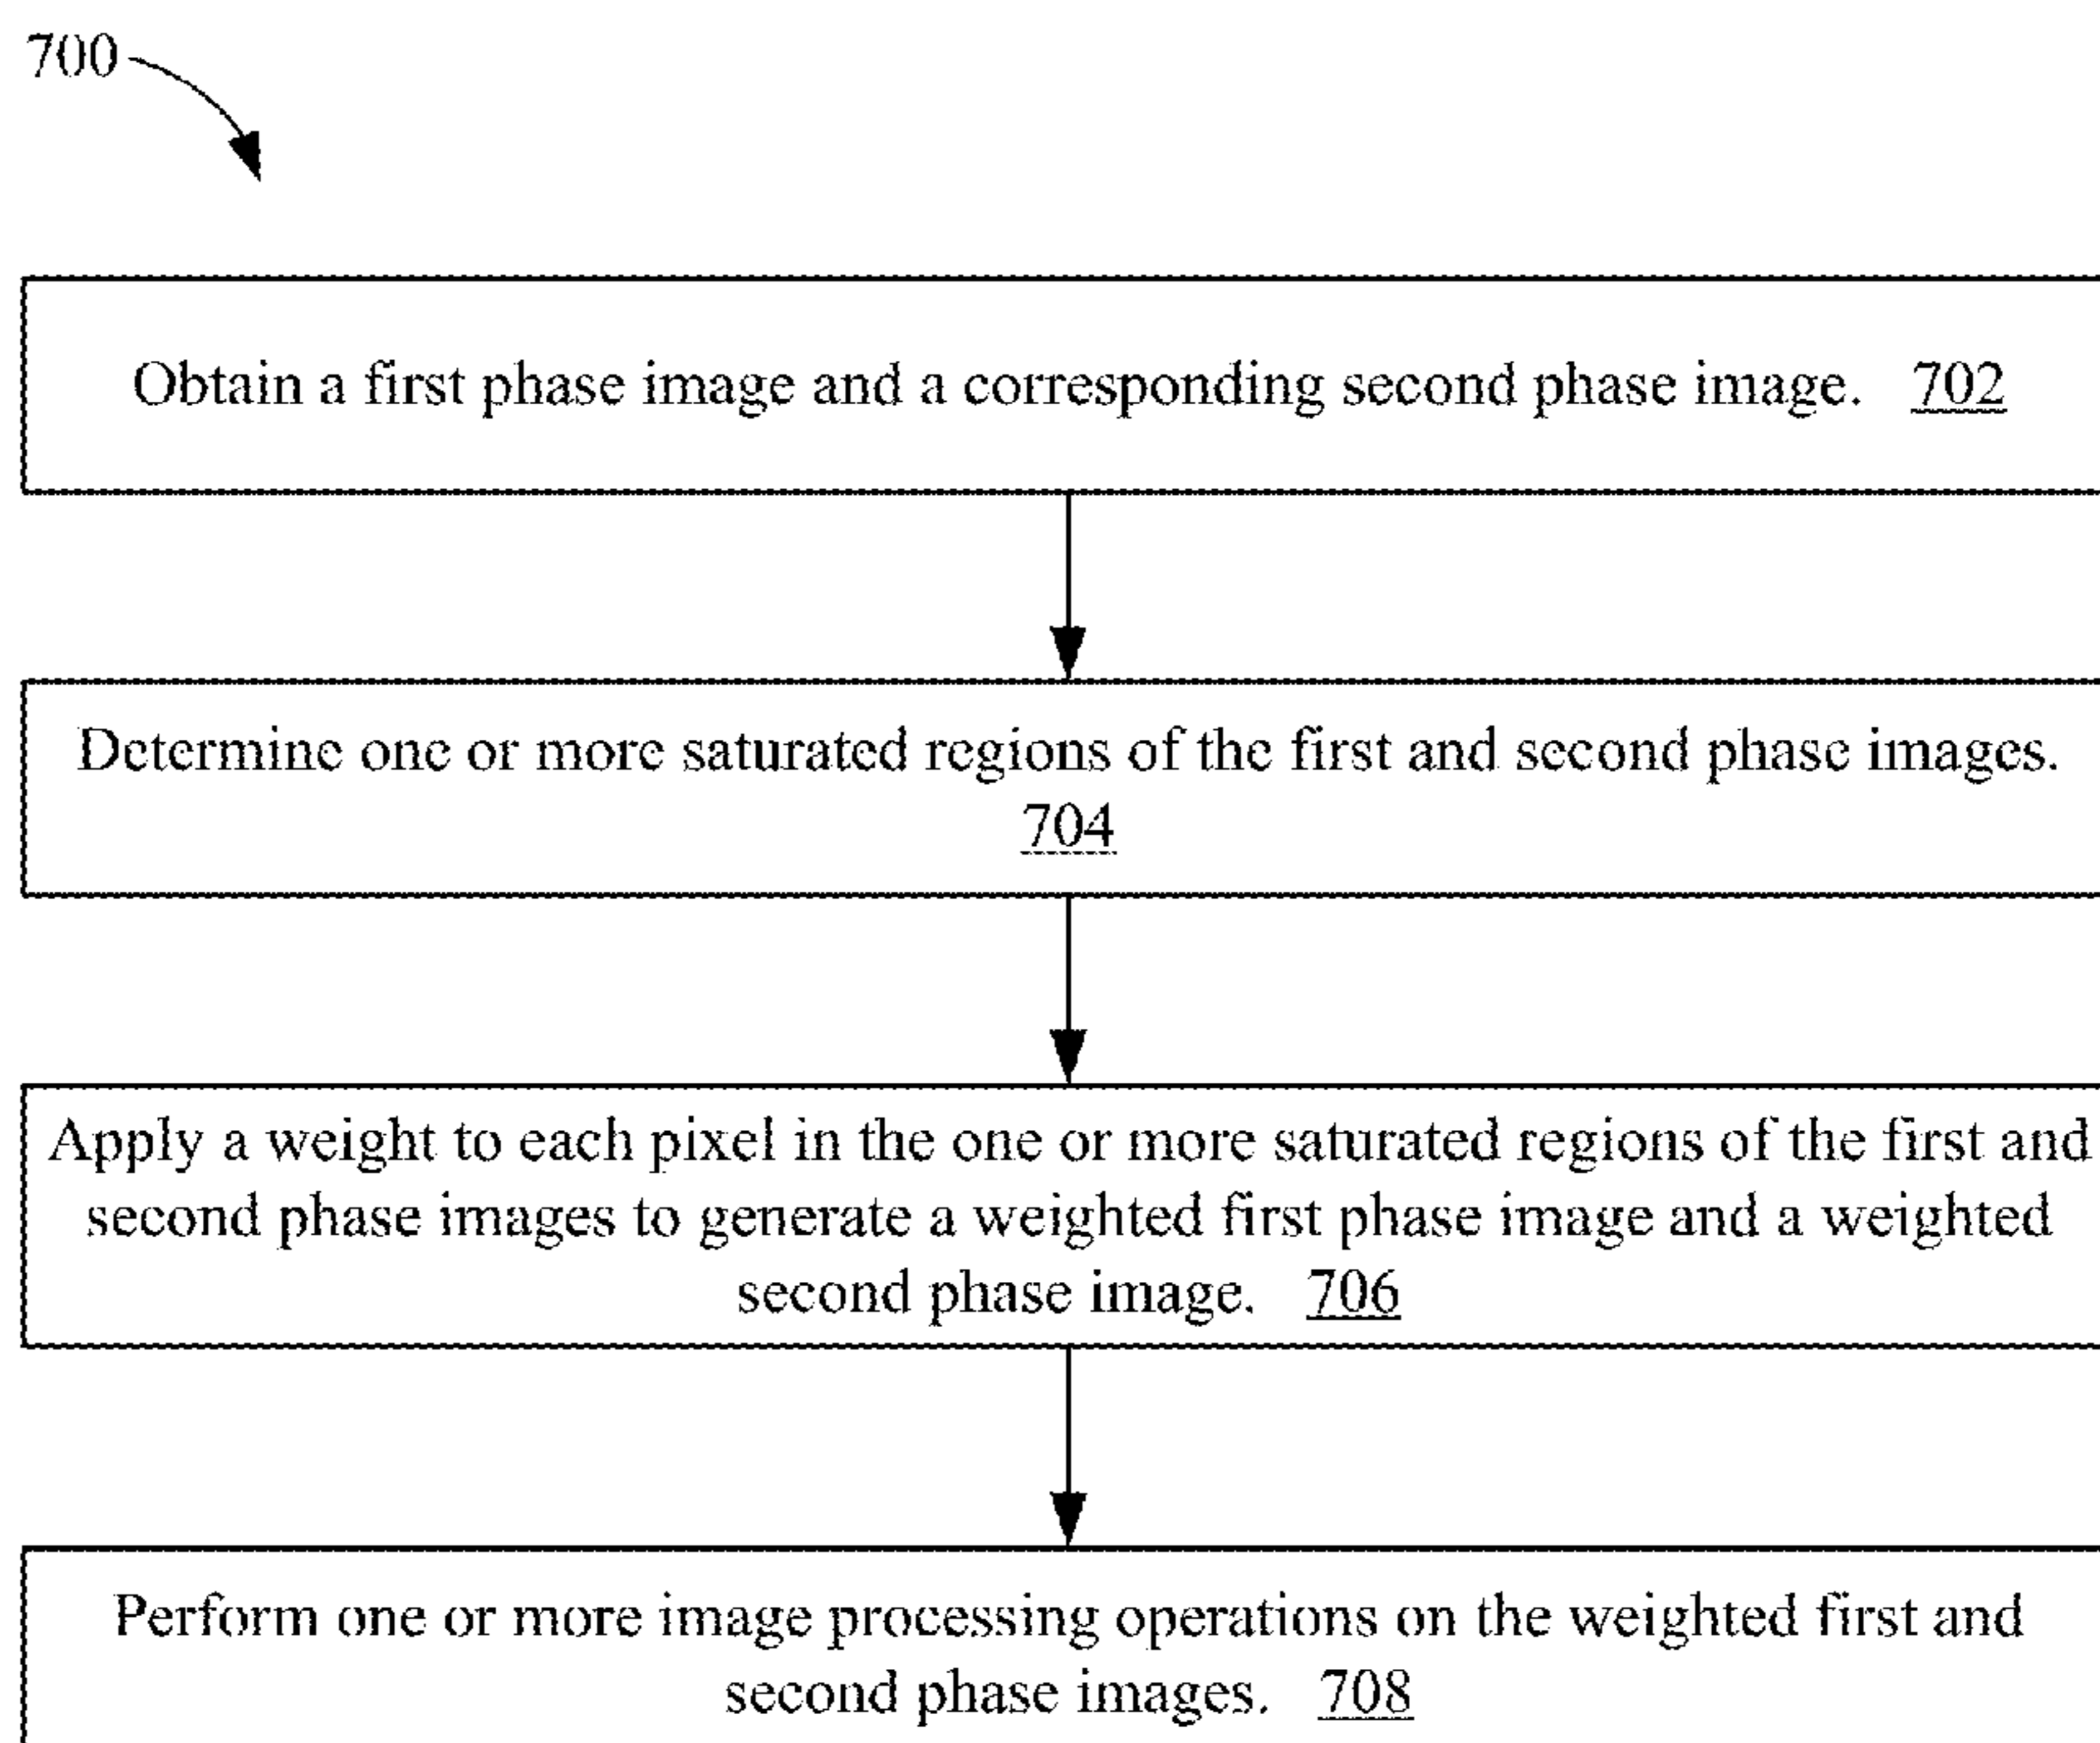 700
Obtain a first phase image and a corresponding second phase image. 702
Determine one or more saturated regions of the first and second phase images.
704
Apply a weight to each pixel in the one or more saturated regions of the first and
second phase images to generate a weighted first phase image and a weighted
second phase image. 706
Perform one or more image processing operations on the weighted first and
second phase images. 708